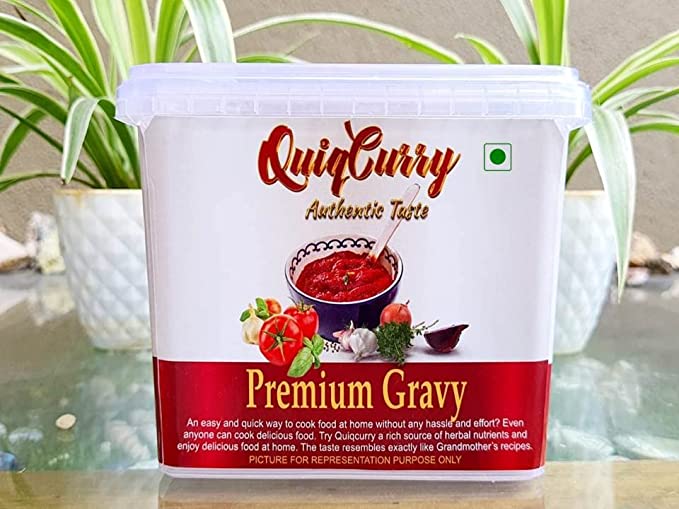 QuiqCurry
Authentic Taste
Premium Gravy
An easy and quick way to cook food at home without any hassle and effort? Even
anyone can cook delicious food. Try Quiqcurry a rich source of herbal nutrients and
enjoy delicious food at home. The taste resembles exactly like Grandmother's recipes.
PICTURE FOR REPRESENTATION PURPOSE ONLY